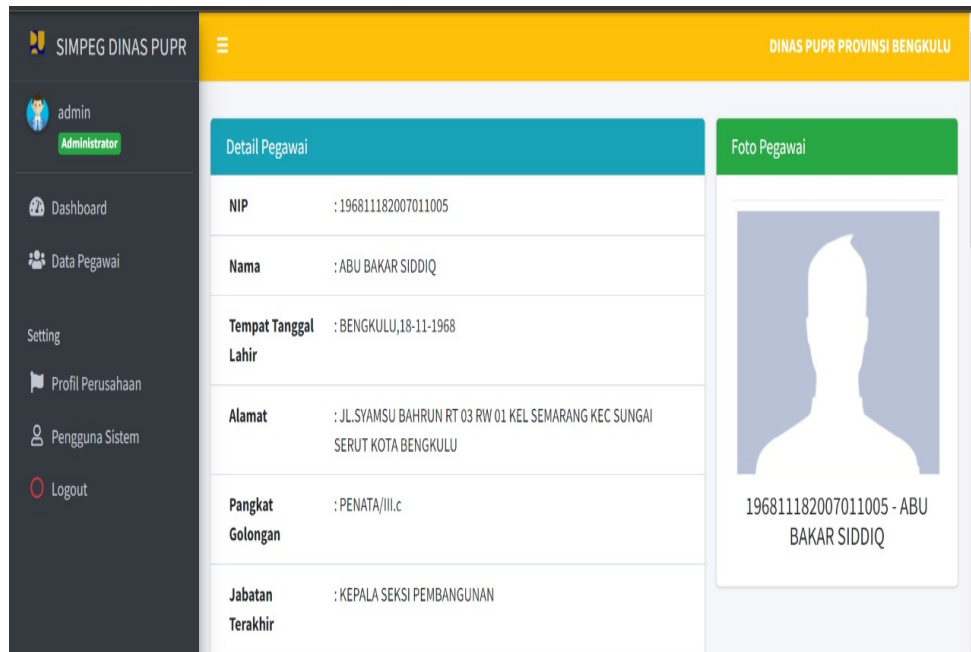 SIMPEG DINAS PUPR
DINAS PUPR PROVINSI BENGKULU
admin
Administrator
Dashboard
Data Pegawai
Setting
Profil Perusahaan
Pengguna Sistem
Logout
Detail Pegawai
NIP : 196811182007011005
Nama : ABU BAKAR SIDDIQ
Tempat Tanggal : BENGKULU,18-11-1968
Lahir
Alamat : JL.SYAMSU BAHRUN RT 03 RW 01 KEL SEMARANG KEC SUNGAI
SERUT KOTA BENGKULU
Pangkat : PENATA/III.c
Golongan
Jabatan : KEPALA SEKSI PEMBANGUNAN
Terakhir
Foto Pegawai
196811182007011005 - ABU
BAKAR SIDDIQ